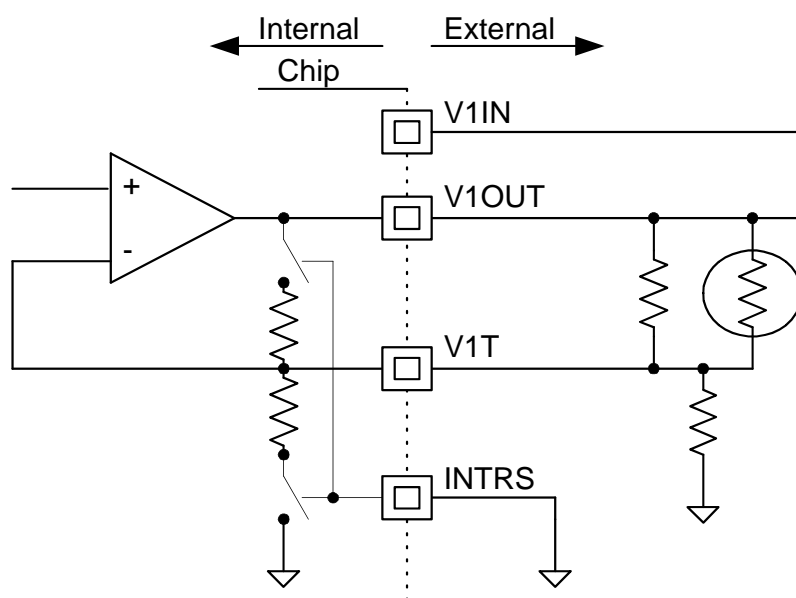 Internal External
Chip
V1IN
+
V1OUT
-
V1T
INTRS